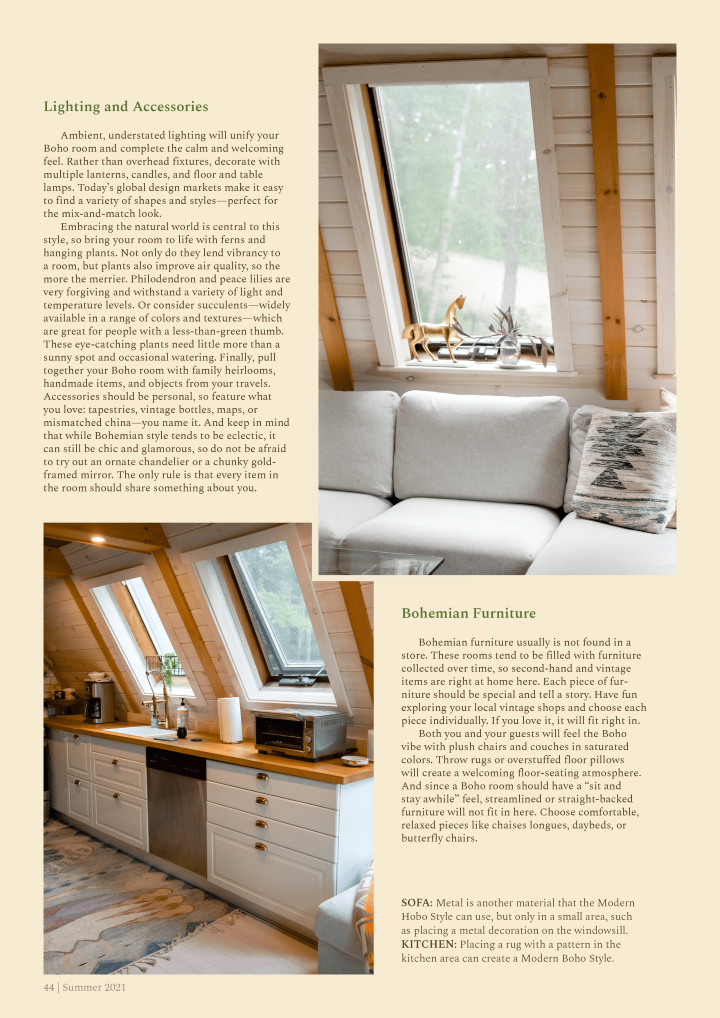 Lighting and Accessories
Ambient, understated lighting will unify your
Boho room and complete the calm and welcoming
feel. Rather than overhead fixtures, decorate with
multiple lanterns, candles, and floor and table
lamps. Today's global design markets make it easy
to find a variety of shapes and styles—perfect for
the mix-and-match look.
Embracing the natural world is central to this
style, so bring your room to life with ferns and
hanging plants. Not only do they lend vibrancy to
a room, but plants also improve air quality, so the
more the merrier. Philodendron and peace lilies are
very forgiving and withstand a variety of light and
temperature levels. Or consider succulents—widely
available in a range of colors and textures—which
are great for people with a less-than-green thumb.
These eye-catching plants need little more than a
sunny spot and occasional watering. Finally, pull
together your Boho room with family heirlooms,
handmade items, and objects from your travels.
Accessories should be personal, so feature what
you love: tapestries, vintage bottles, maps, or
mismatched china—you name it. And keep in mind
that while Bohemian style tends to be eclectic, it
can still be chic and glamorous, so do not be afraid
to try out an ornate chandelier or a chunky gold-
framed mirror. The only rule is that every item in
the room should share something about you.
Bohemian Furniture
Bohemian furniture usually is not found in a
store. These rooms tend to be filled with furniture
collected over time, so second-hand and vintage
items are right at home here. Each piece of fur-
niture should be special and tell a story. Have fun
exploring your local vintage shops and choose each
piece individually. If you love it, it will fit right in.
Both you and your guests will feel the Boho
vibe with plush chairs and couches in saturated
colors. Throw rugs or overstuffed floor pillows
will create a welcoming floor-seating atmosphere.
And since a Boho room should have a “sit and
stay awhile” feel, streamlined or straight-backed
furniture will not fit in here. Choose comfortable,
relaxed pieces like chaises longues, daybeds, or
butterfly chairs.
SOFA: Metal is another material that the Modern
Hobo Style can use, but only in a small area, such
as placing a metal decoration on the windowsill.
KITCHEN: Placing a rug with a pattern in the
kitchen area can create a Modern Boho Style.
44 | Summer 2021